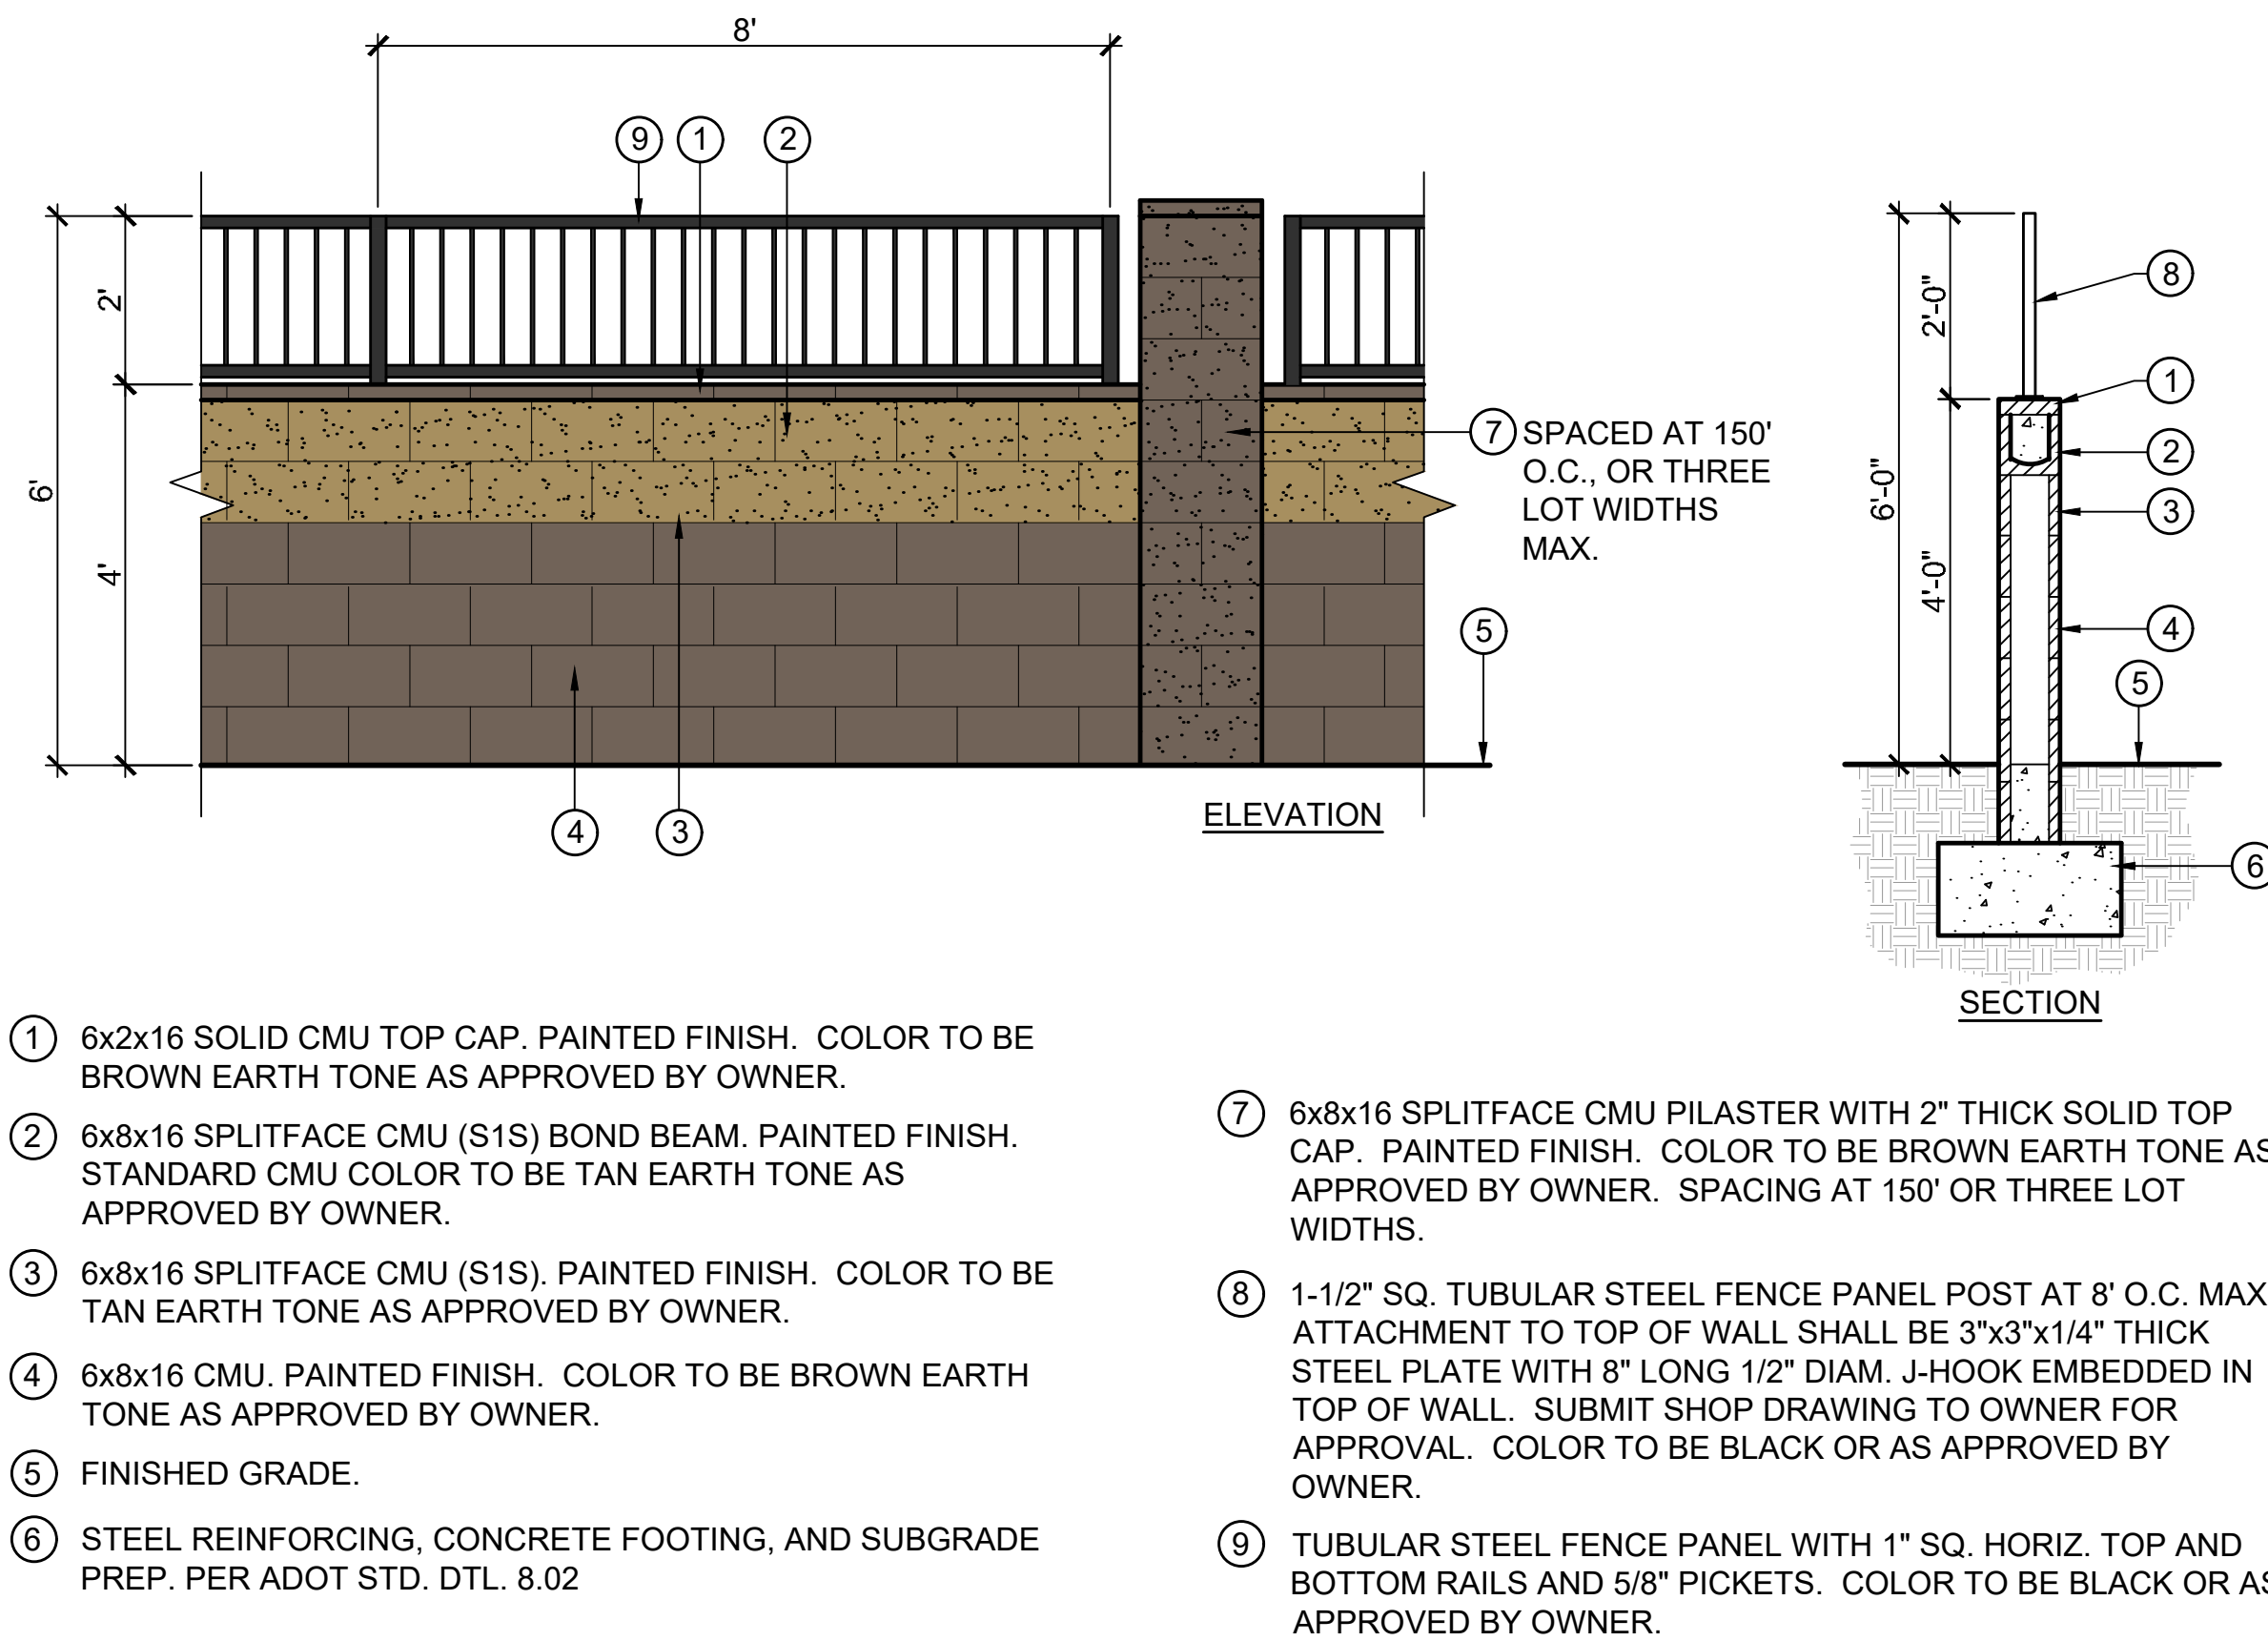 8'
9 1 2
2'
6'
4'
7 SPACED AT 150'
O.C., OR THREE
LOT WIDTHS
MAX.
5
4 3
ELEVATION
8
2'-0"
1
2
6'-0"
3
4'-0"
4
5
6
SECTION
1 6x2x16 SOLID CMU TOP CAP. PAINTED FINISH. COLOR TO BE
BROWN EARTH TONE AS APPROVED BY OWNER.
2 6x8x16 SPLITFACE CMU (S1S) BOND BEAM. PAINTED FINISH.
STANDARD CMU COLOR TO BE TAN EARTH TONE AS
APPROVED BY OWNER.
3 6x8x16 SPLITFACE CMU (S1S). PAINTED FINISH. COLOR TO BE
TAN EARTH TONE AS APPROVED BY OWNER.
4 6x8x16 CMU. PAINTED FINISH. COLOR TO BE BROWN EARTH
TONE AS APPROVED BY OWNER.
5 FINISHED GRADE.
6 STEEL REINFORCING, CONCRETE FOOTING, AND SUBGRADE
PREP. PER ADOT STD. DTL. 8.02
7 6x8x16 SPLITFACE CMU PILASTER WITH 2" THICK SOLID TOP
CAP. PAINTED FINISH. COLOR TO BE BROWN EARTH TONE AS
APPROVED BY OWNER. SPACING AT 150' OR THREE LOT
WIDTHS.
8 1-1/2" SQ. TUBULAR STEEL FENCE PANEL POST AT 8' O.C. MAX
ATTACHMENT TO TOP OF WALL SHALL BE 3"x3"x1/4" THICK
STEEL PLATE WITH 8" LONG 1/2" DIAM. J-HOOK EMBEDDED IN
TOP OF WALL. SUBMIT SHOP DRAWING TO OWNER FOR
APPROVAL. COLOR TO BE BLACK OR AS APPROVED BY
OWNER.
9 TUBULAR STEEL FENCE PANEL WITH 1" SQ. HORIZ. TOP AND
BOTTOM RAILS AND 5/8" PICKETS. COLOR TO BE BLACK OR AS
APPROVED BY OWNER.